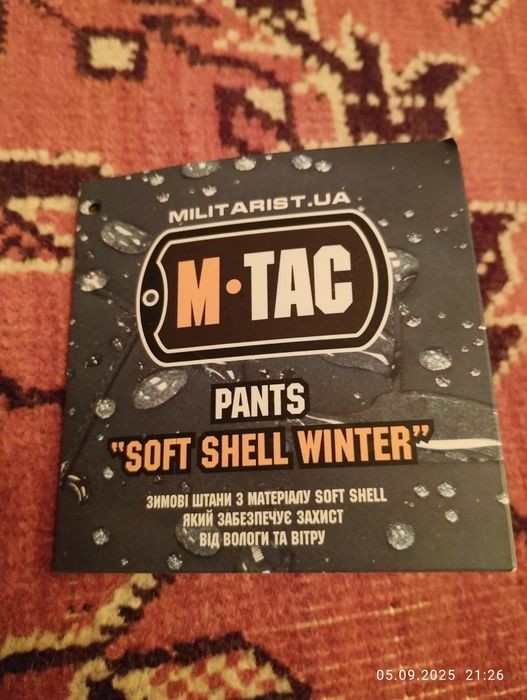 MILITARIST.UA
M·TAC
PANTS
"SOFT SHELL WINTER"
ЗИМОВІ ШТАНИ З МАТЕРІАЛУ SOFT SHELL
ЯКИЙ ЗАБЕЗПЕЧУЄ ЗАХИСТ
ВІД ВОЛОГИ ТА ВІТРУ
05.09.2025 21:26